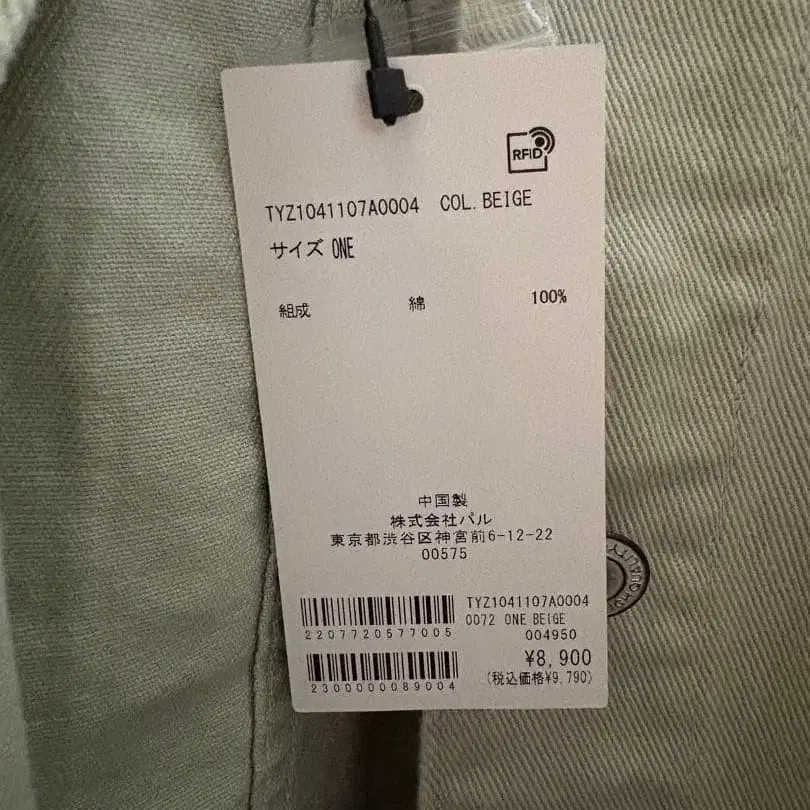 RFID
TYZ1041107A0004 COL.BEIGE
サイズ ONE
組成 綿 100%
中国製
株式会社パル
東京都渋谷区神宮前6-12-22
00575
TYZ1041107A0004
2207720577005
0072 ONE BEIGE
004950
¥8,900
2300000089004
(税込価格¥9,790)